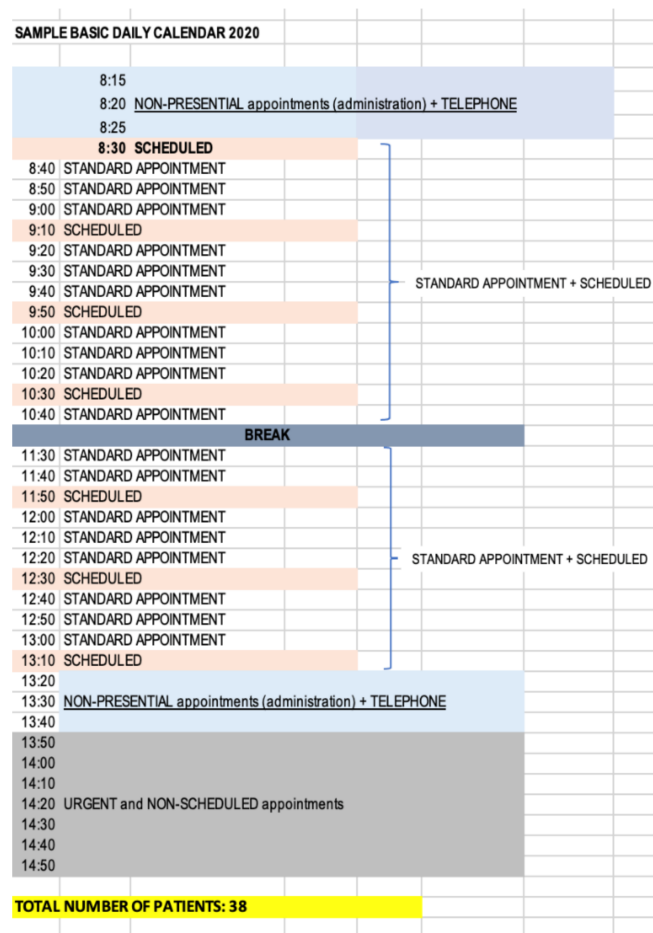 SAMPLE BASIC DAILY CALENDAR 2020
8:15
8:20 NON-PRESENTIAL appointments (administration) + TELEPHONE
8:25
8:30 SCHEDULED
8:40 STANDARD APPOINTMENT
8:50 STANDARD APPOINTMENT
9:00 STANDARD APPOINTMENT
9:10 SCHEDULED
9:20 STANDARD APPOINTMENT
9:30 STANDARD APPOINTMENT
STANDARD APPOINTMENT + SCHEDULED
9:40 STANDARD APPOINTMENT
9:50 SCHEDULED
10:00 STANDARD APPOINTMENT
10:10 STANDARD APPOINTMENT
10:20 STANDARD APPOINTMENT
10:30 SCHEDULED
10:40 STANDARD APPOINTMENT
BREAK
11:30 STANDARD APPOINTMENT
11:40 STANDARD APPOINTMENT
11:50 SCHEDULED
12:00 STANDARD APPOINTMENT
12:10 STANDARD APPOINTMENT
12:20 STANDARD APPOINTMENT
STANDARD APPOINTMENT + SCHEDULED
12:30 SCHEDULED
12:40 STANDARD APPOINTMENT
12:50 STANDARD APPOINTMENT
13:00 STANDARD APPOINTMENT
13:10 SCHEDULED
13:20
13:30 NON-PRESENTIAL appointments (administration) + TELEPHONE
13:40
13:50
14:00
14:10
14:20 URGENT and NON-SCHEDULED appointments
14:30
14:40
14:50
TOTAL NUMBER OF PATIENTS: 38